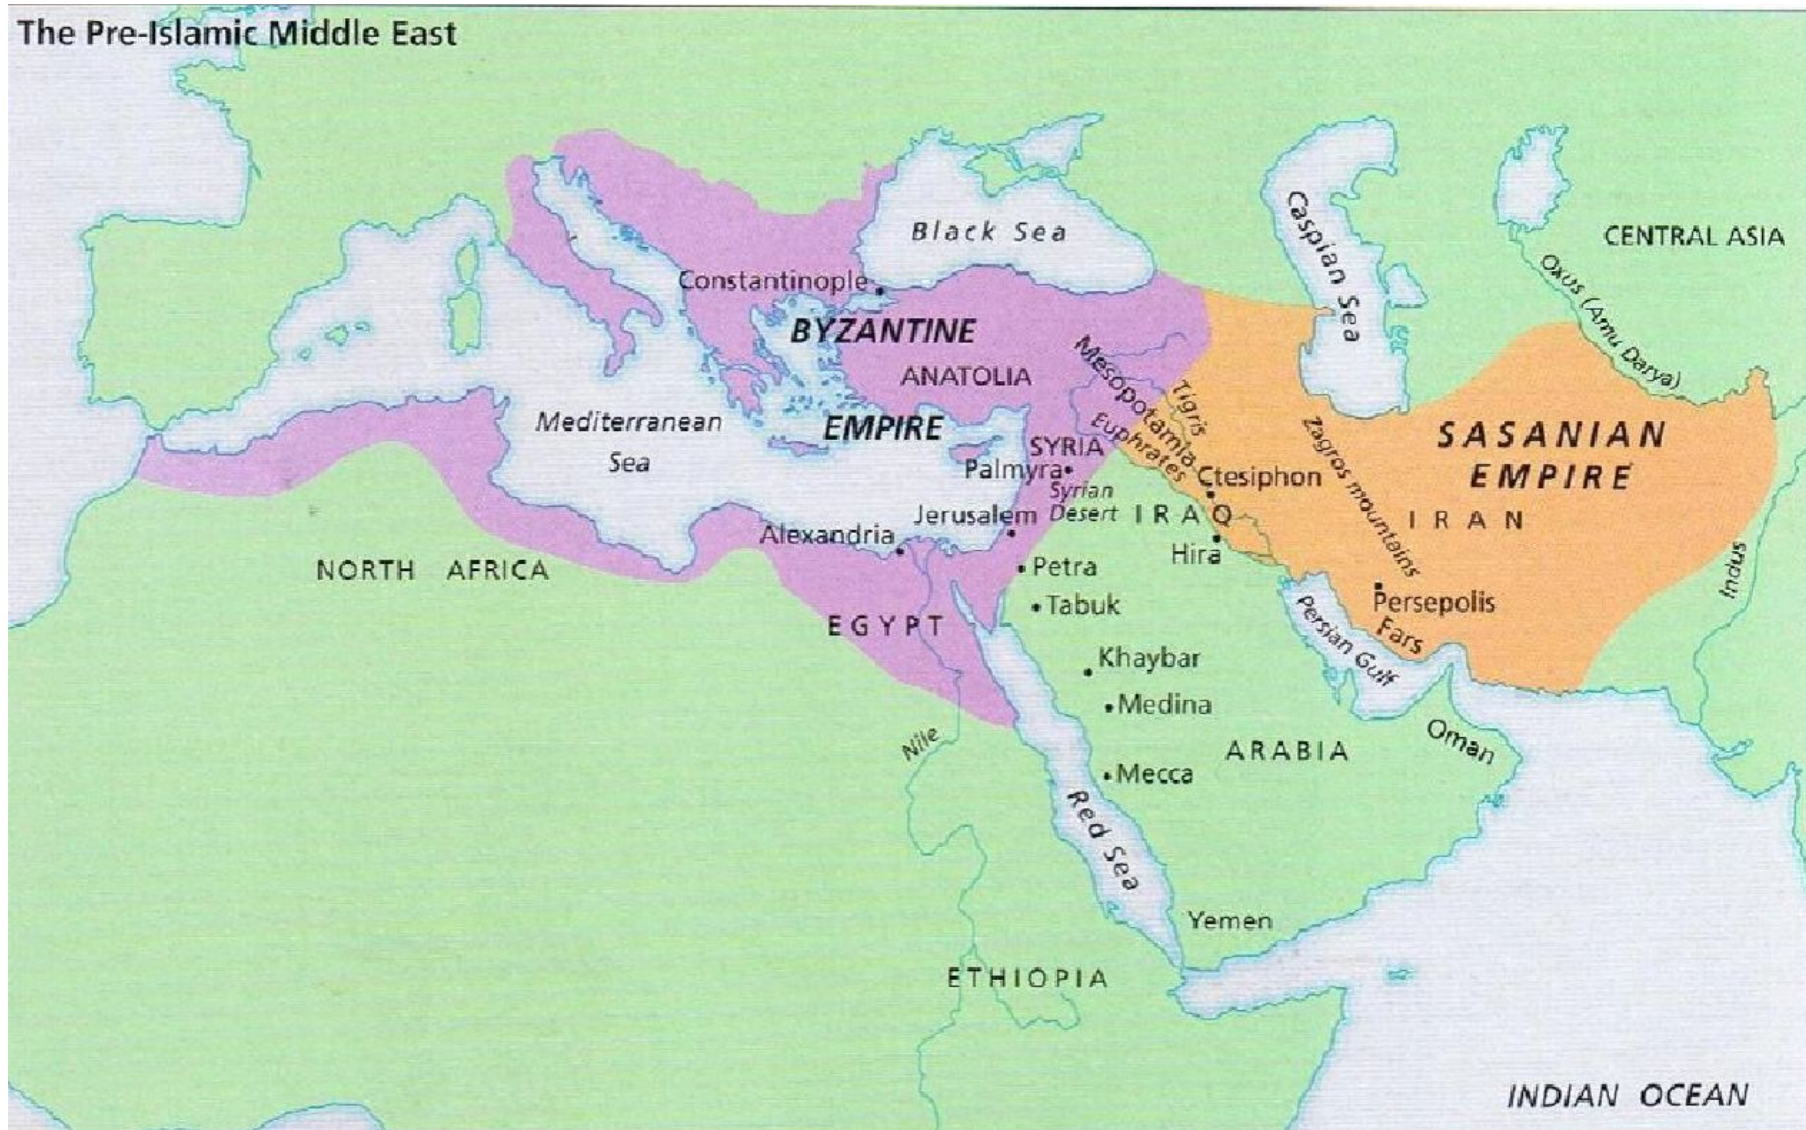 The Pre-Islamic Middle East
Black Sea
Caspian Sea
CENTRAL ASIA
Oxus (Amu Darya)
Constantinople
BYZANTINE
ANATOLIA
EMPIRE
Mesopotamia
Tigris
Euphrates
Mediterranean
Sea
SYRIA
Palmyra
Syrian
Desert
Ctesiphon
Zagros mountains
SASANIAN
EMPIRE
IRAQ
IRAN
Jerusalem
Alexandria
Hira
NORTH AFRICA
Petra
Tabuk
EGYPT
Persepolis
Fars
Persian Gulf
Indus
Khaybar
Medina
Nile
ARABIA
Oman
Mecca
Red Sea
Yemen
ETHIOPIA
INDIAN OCEAN